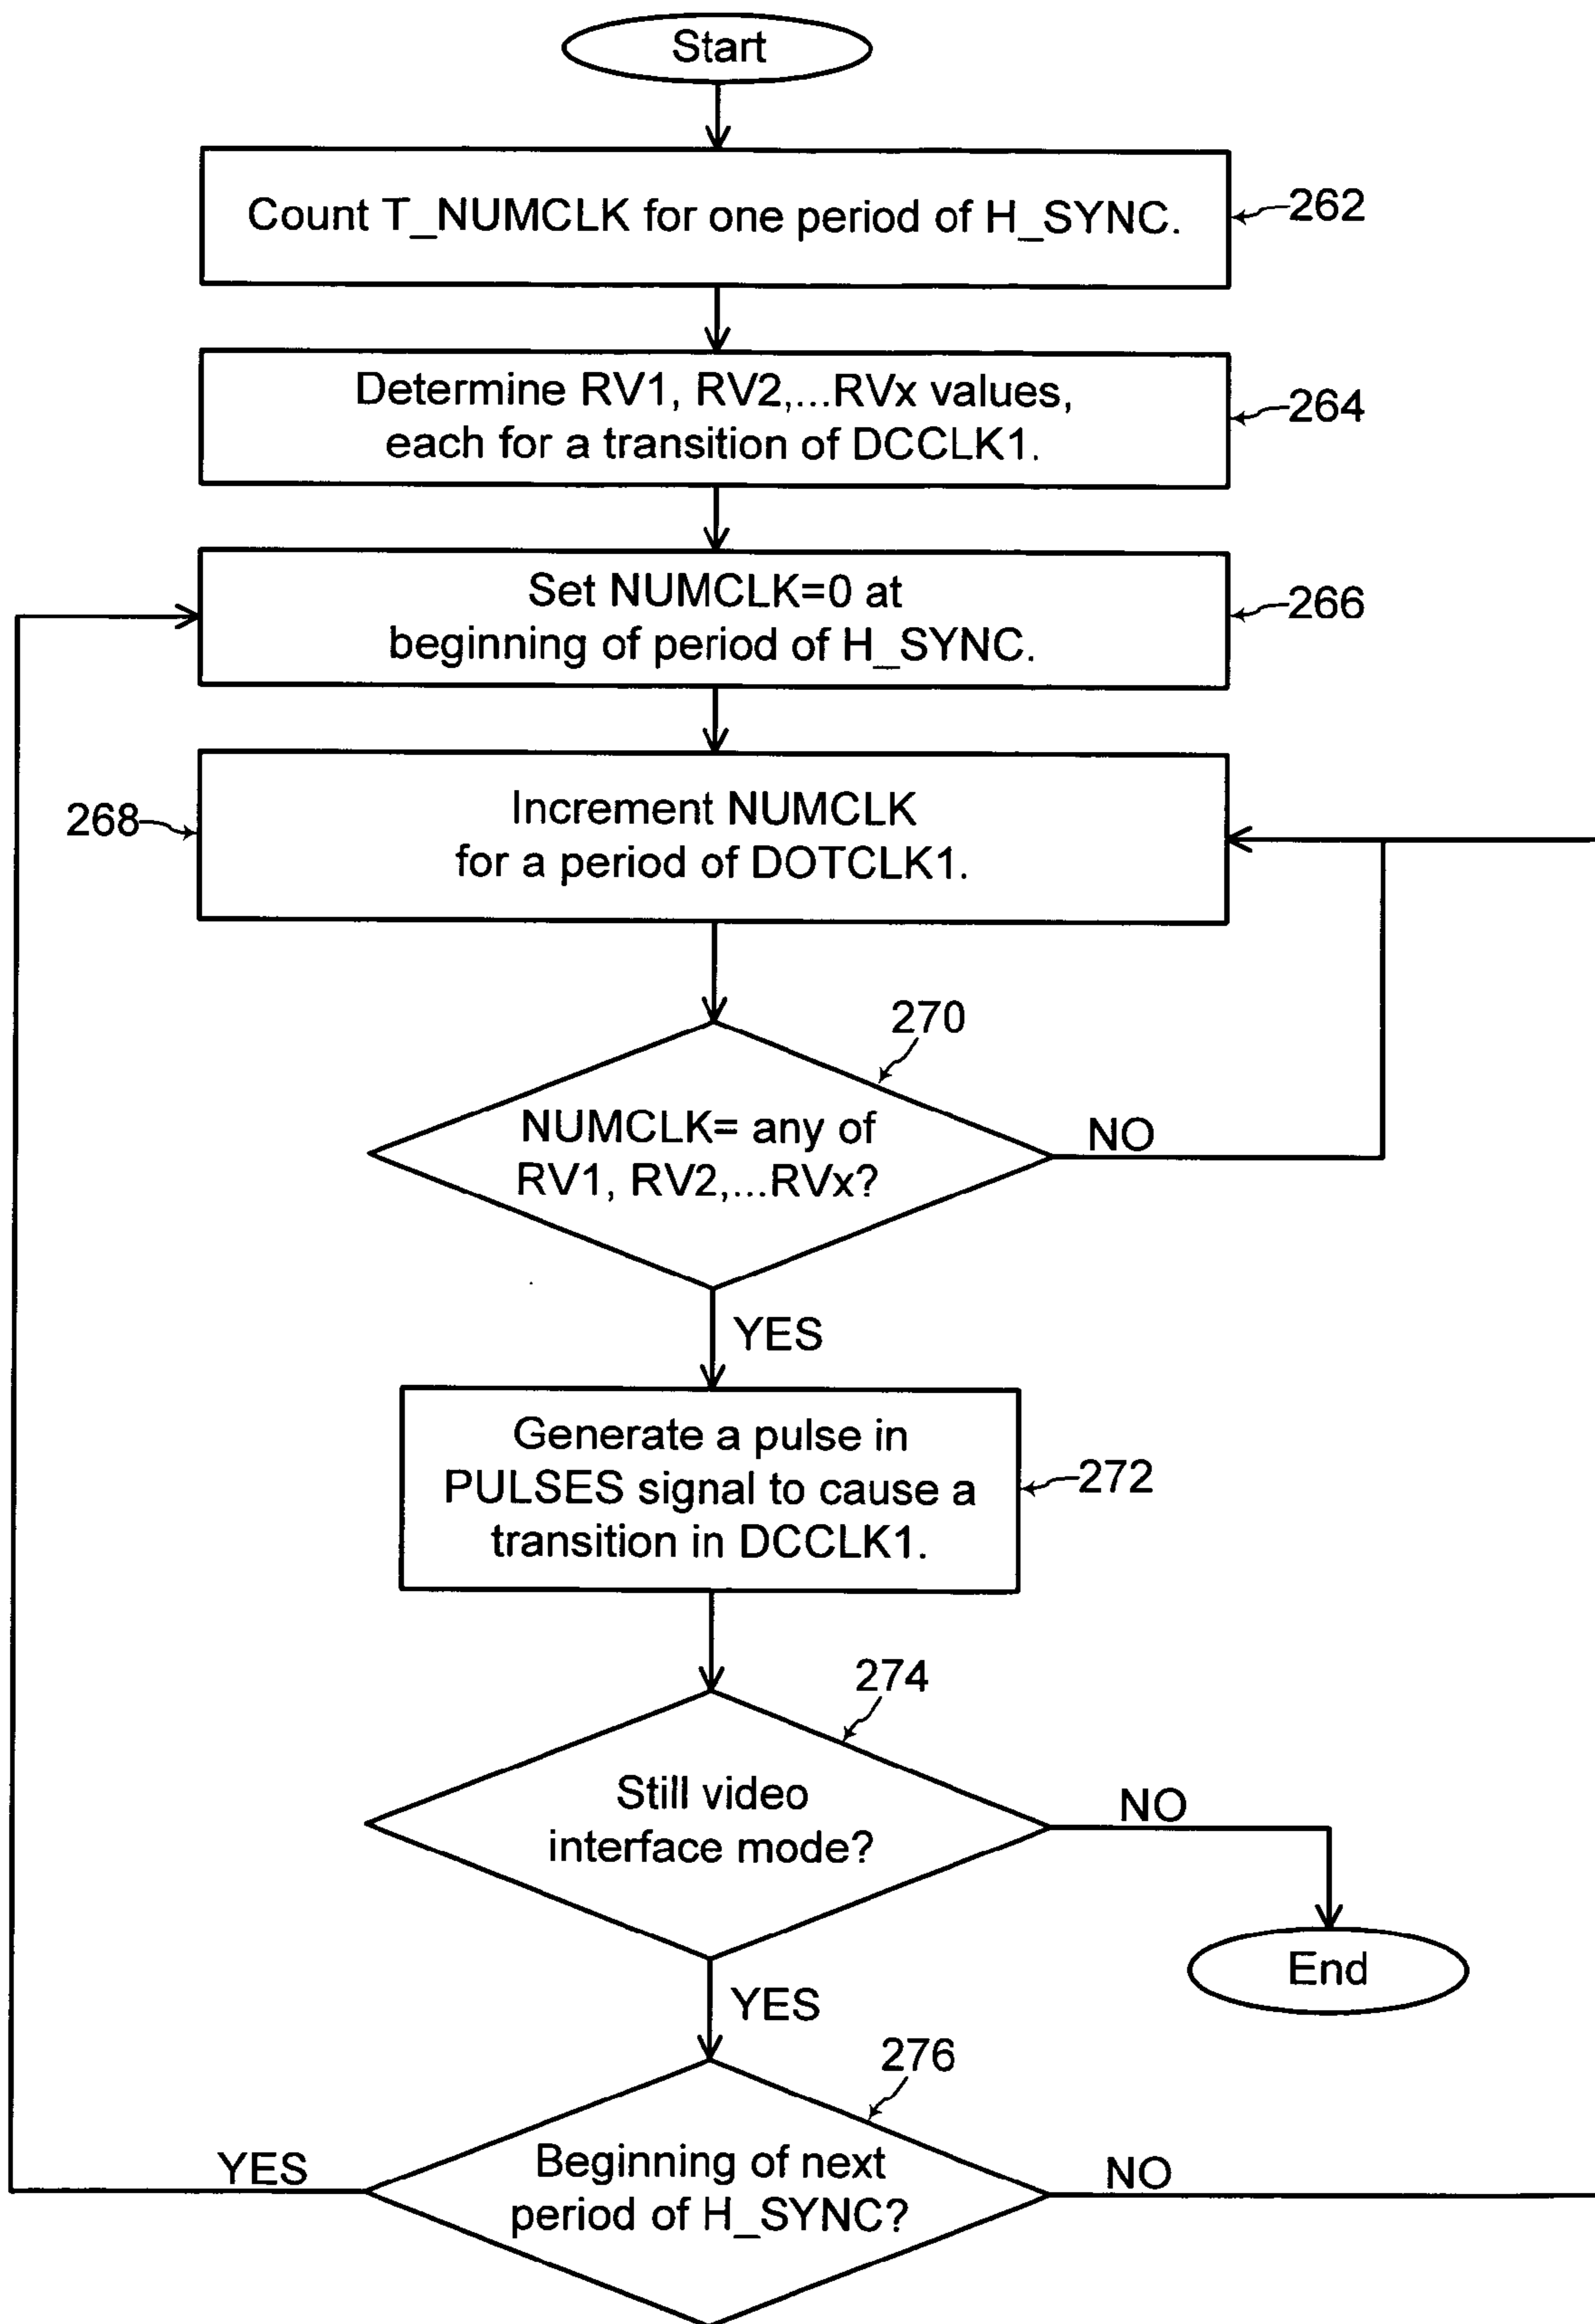 Start
Count T_NUMCLK for one period of H_SYNC.
262
Determine RV1, RV2,...RVx values,
each for a transition of DCCLK1.
264
Set NUMCLK=0 at
beginning of period of H_SYNC.
266
268
Increment NUMCLK
for a period of DOTCLK1.
270
NUMCLK= any of
RV1, RV2,...RVx?
NO
YES
Generate a pulse in
PULSES signal to cause a
transition in DCCLK1.
272
274
Still video
interface mode?
NO
End
YES
276
Beginning of next
period of H_SYNC?
YES
NO